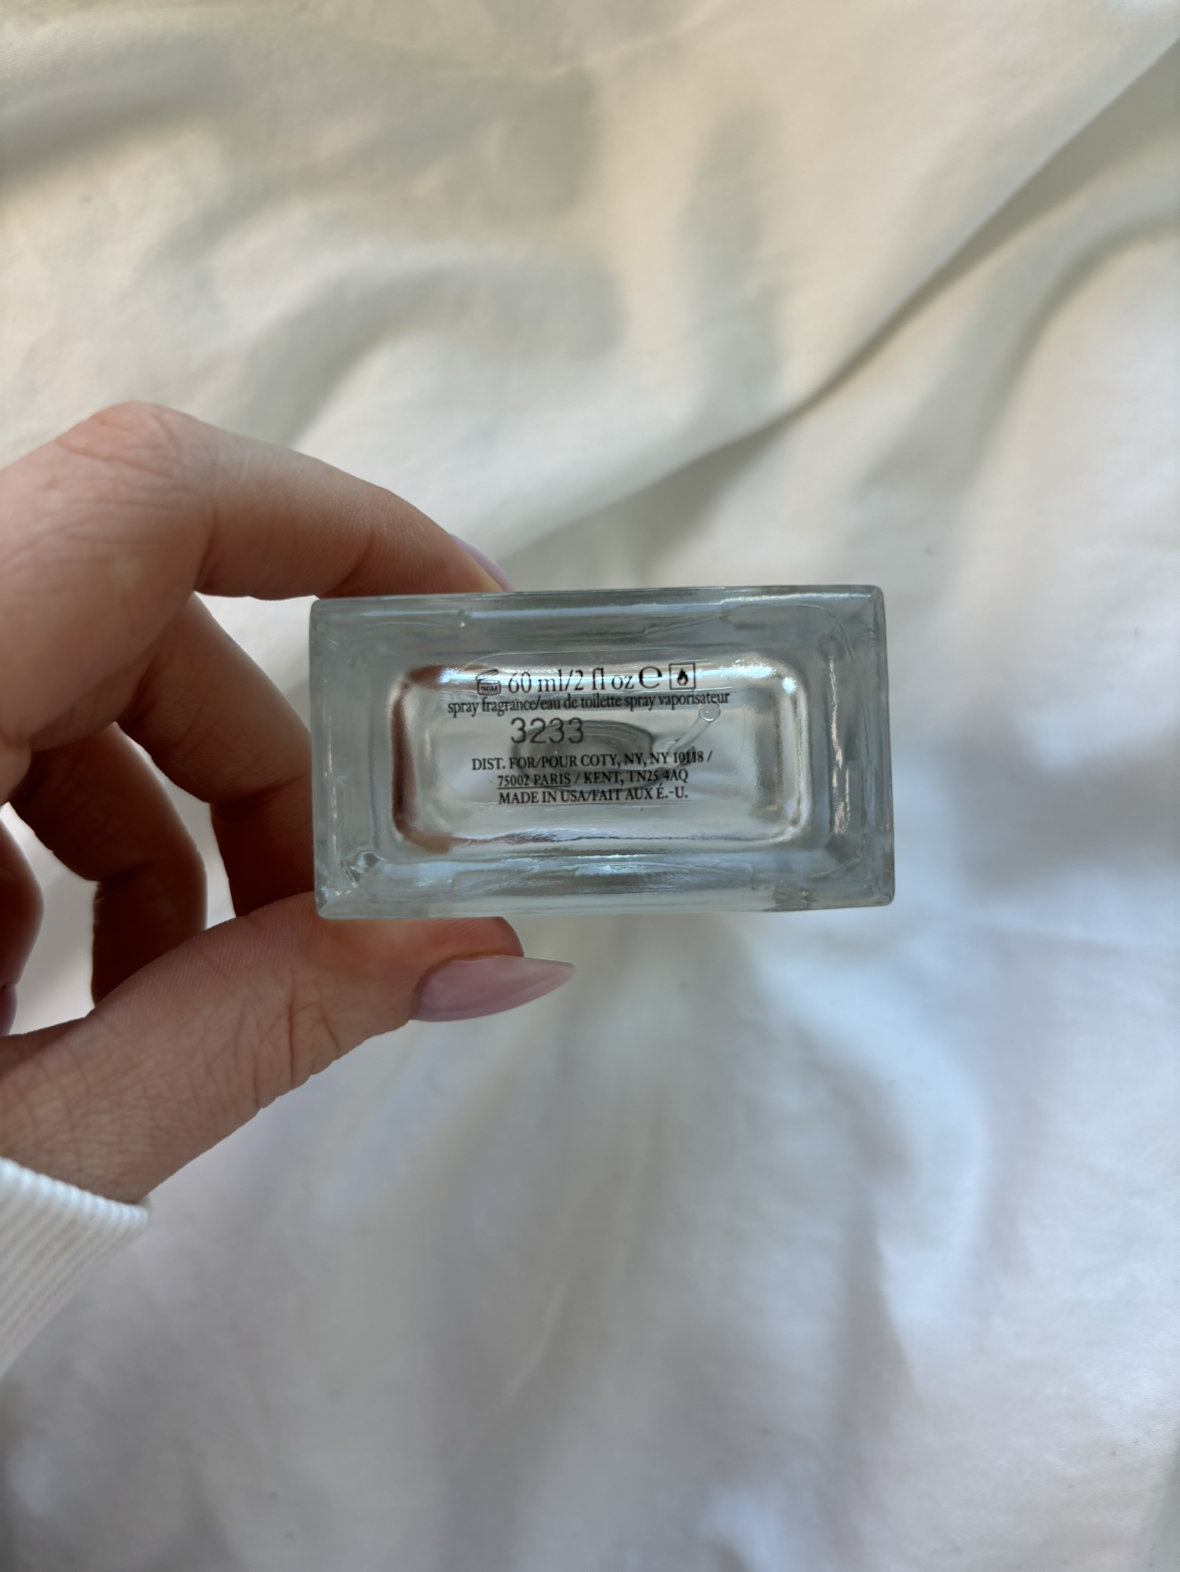 60 ml/2 fl oz ℮
spray fragrance/eau de toilette spray vaporisateur
3233
DIST. FOR/POUR COTY, NY, NY 10118 /
75002 PARIS / KENT, TN25 4AQ
MADE IN USA/FAIT AUX É.-U.